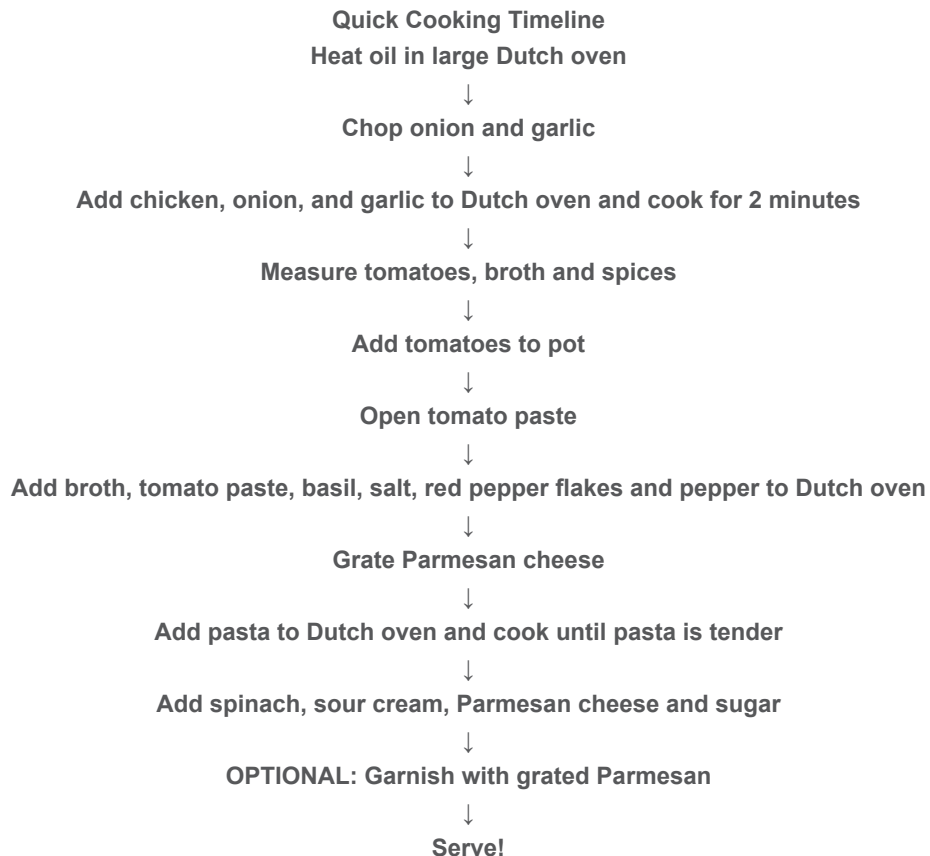 Quick Cooking Timeline
Heat oil in large Dutch oven
↓
Chop onion and garlic
↓
Add chicken, onion, and garlic to Dutch oven and cook for 2 minutes
↓
Measure tomatoes, broth and spices
↓
Add tomatoes to pot
↓
Open tomato paste
↓
Add broth, tomato paste, basil, salt, red pepper flakes and pepper to Dutch oven
↓
Grate Parmesan cheese
↓
Add pasta to Dutch oven and cook until pasta is tender
↓
Add spinach, sour cream, Parmesan cheese and sugar
↓
OPTIONAL: Garnish with grated Parmesan
↓
Serve!